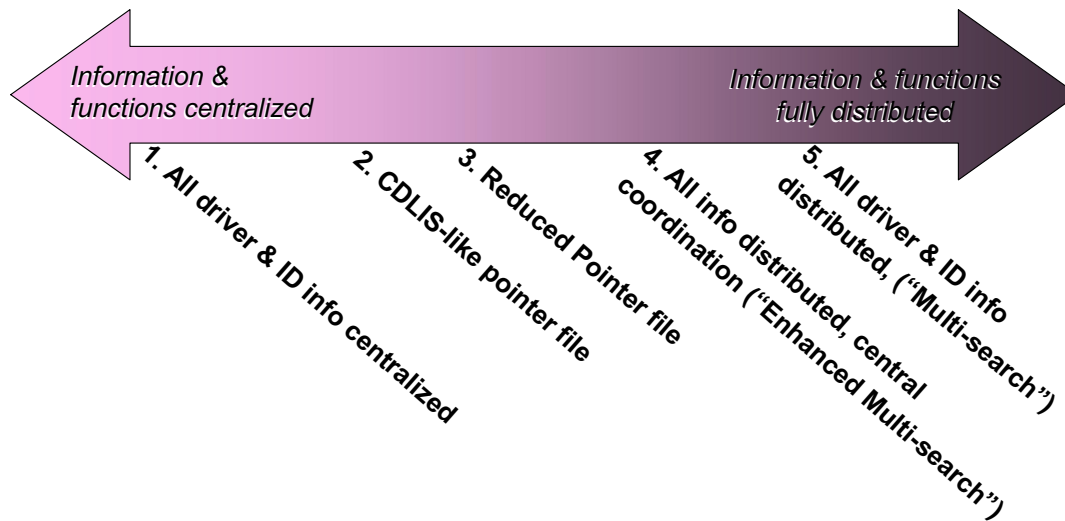 Information &
functions centralized
Information & functions
fully distributed
1. All driver & ID info centralized
2. CDLIS-like pointer file
3. Reduced Pointer file
4. All info distributed, central
coordination (“Enhanced Multi-search”)
5. All driver & ID info
distributed, (“Multi-search”)